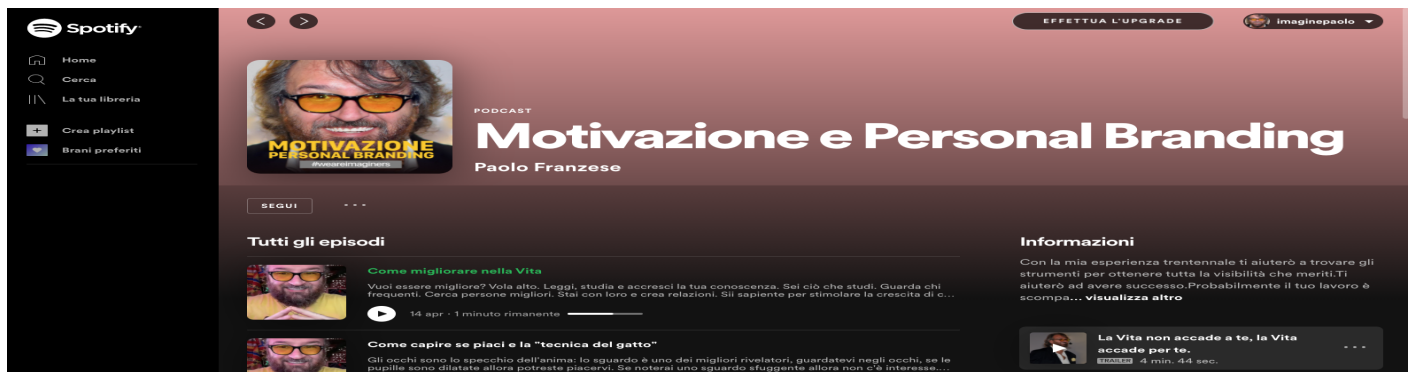 Spotify
Home
Cerca
La tua libreria
Crea playlist
Brani preferiti
EFFETTUA L'UPGRADE
imaginepaolo
MOTIVAZIONE
PERSONAL BRANDING
#weareimaginers
PODCAST
Motivazione e Personal Branding
Paolo Franzese
SEGUI
Tutti gli episodi
Come migliorare nella Vita
Vuoi essere migliore? Vola alto. Leggi, studia e accresci la tua conoscenza. Sei ciò che studi. Guarda chi
frequenti. Cerca persone migliori. Stai con loro e crea relazioni. Sii sapiente per stimolare la crescita di c...
14 apr · 1 minuto rimanente
Come capire se piaci e la "tecnica del gatto"
Gli occhi sono lo specchio dell'anima: lo sguardo è uno dei migliori rivelatori, guardatevi negli occhi, se le
pupille sono dilatate allora potreste piacervi. Se noterai uno sguardo sfuggente allora non c'è interesse....
Informazioni
Con la mia esperienza trentennale ti aiuterò a trovare gli
strumenti per ottenere tutta la visibilità che meriti.Ti
aiuterò ad avere successo.Probabilmente il tuo lavoro è
scompa... visualizza altro
La Vita non accade a te, la Vita
accade per te.
TRAILER 4 min. 44 sec.